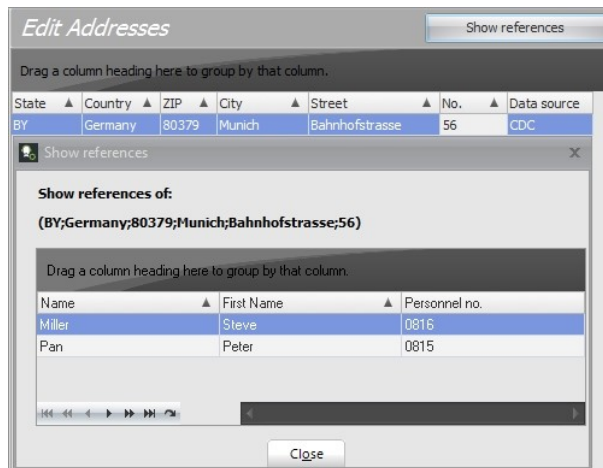 Edit Addresses Show references
Drag a column heading here to group by that column.
State Country ZIP City Street No. Data source
BY Germany 80379 Munich Bahnhofstrasse 56 CDC
Show references x
Show references of:
(BY;Germany;80379;Munich;Bahnhofstrasse;56)
Drag a column heading here to group by that column.
Name First Name Personnel no.
Miller Steve 0816
Pan Peter 0815
Close